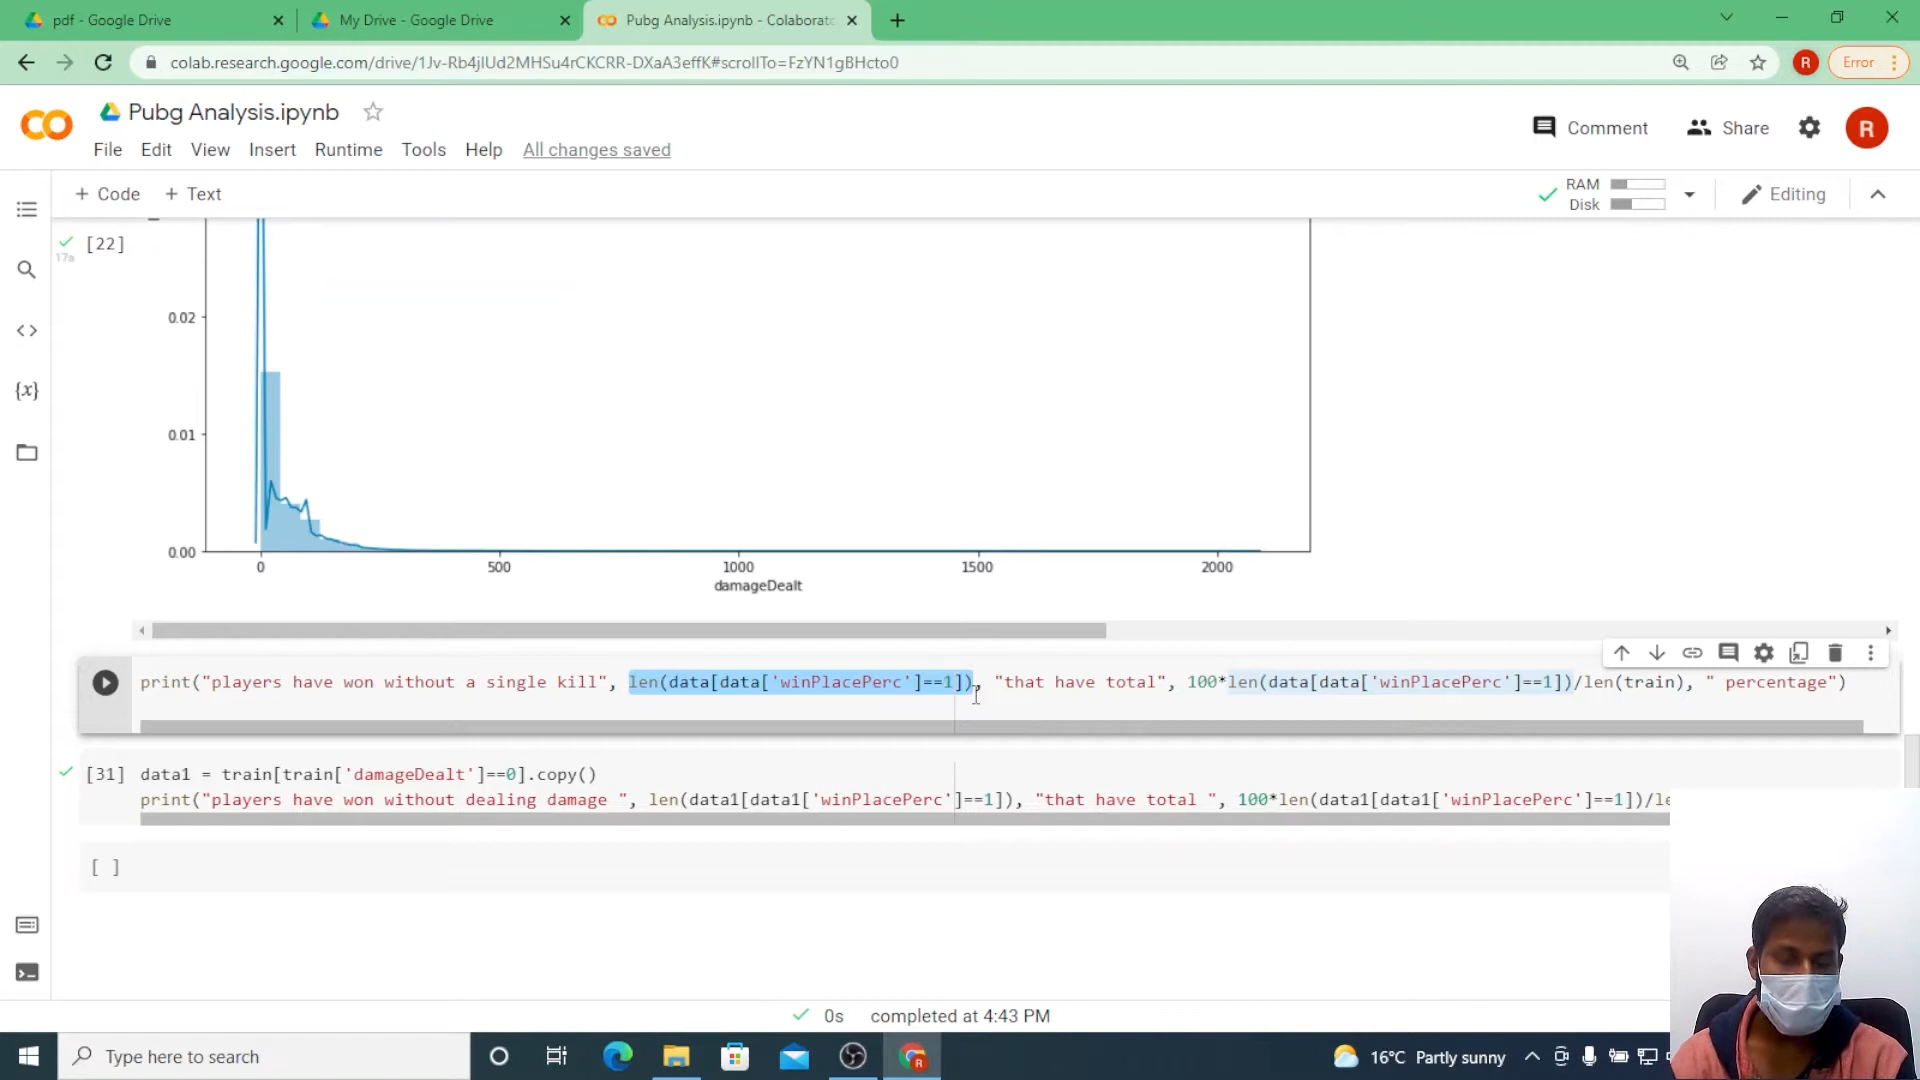 pdf - Google Drive
My Drive - Google Drive
Pubg Analysis.ipynb - Colaborato
colab.research.google.com/drive/1Jv-Rb4jlUd2MHSu4rCKCRR-DXaA3effK#scrollTo=FzYN1gBHcto0
R
Error
CO
Pubg Analysis.ipynb
Comment
Share
R
File Edit View Insert Runtime Tools Help All changes saved
+ Code + Text
RAM
Disk
Editing
[22]
17s
0.02
{x}
0.01
0.00
0 500 1000 1500 2000
damageDealt
print("players have won without a single kill", len(data[data['winPlacePerc']==1]), "that have total", 100*len(data[data['winPlacePerc']==1])/len(train), " percentage")
[31] data1 = train[train['damageDealt']==0].copy()
print("players have won without dealing damage ", len(data1[data1['winPlacePerc']==1]), "that have total ", 100*len(data1[data1['winPlacePerc']==1])/le
[ ]
0s completed at 4:43 PM
Type here to search
16°C Partly sunny